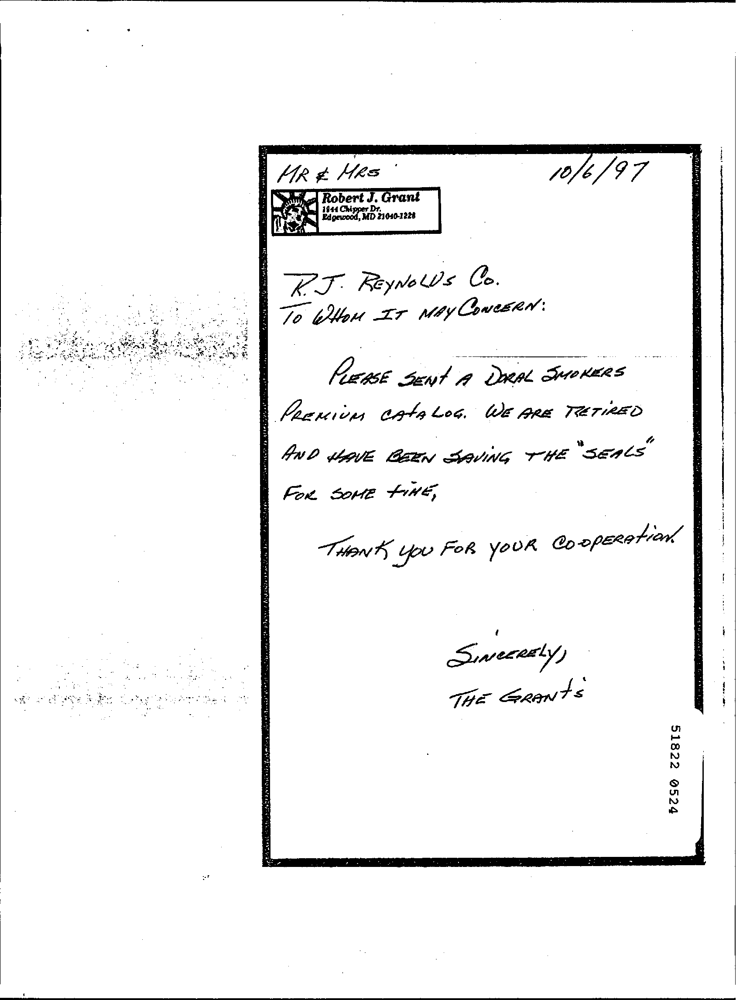 MR & MRS
10/6/97
Robert J. Grant
1844 Chipper Dr.
Edgewood, MD 21040-1228
R.J. REYNOLDS CO.
TO WHOM IT MAY CONCERN:
PLEASE SENT A DORAL SMOKERS
PREMIUM CATALOG. WE ARE RETIRED
AND HAVE BEEN SAVING THE "SEALS"
FOR SOME TIME,
THANK YOU FOR YOUR CO-OPERATION.
SINCERELY,
THE GRANT'S
51822 0524